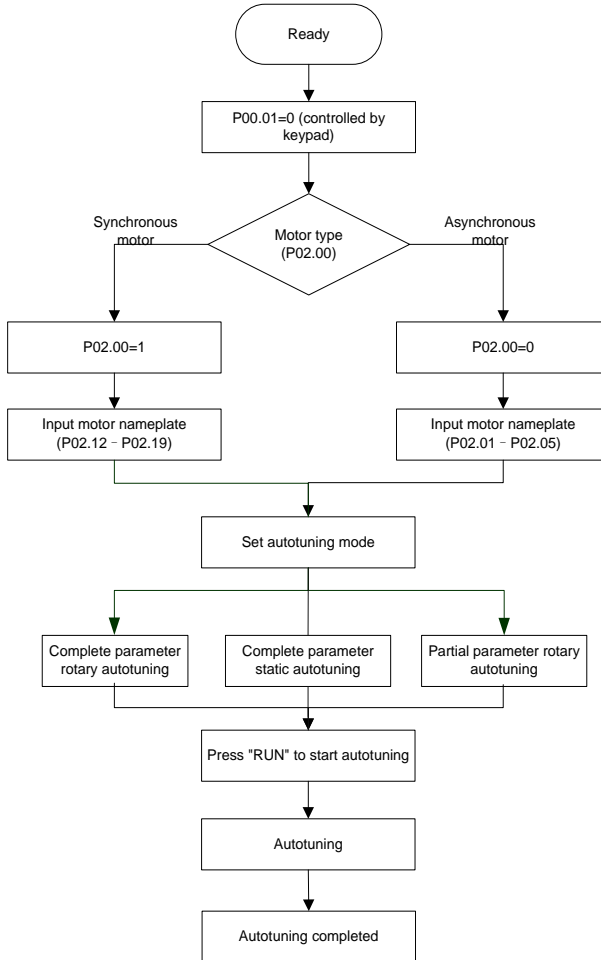 Ready
P00.01=0 (controlled by
keypad)
Synchronous
motor
Motor type
(P02.00)
Asynchronous
motor
P02.00=1
P02.00=0
Input motor nameplate
(P02.12﹣P02.19)
Input motor nameplate
(P02.01﹣P02.05)
Set autotuning mode
Complete parameter
rotary autotuning
Complete parameter
static autotuning
Partial parameter rotary
autotuning
Press "RUN" to start autotuning
Autotuning
Autotuning completed